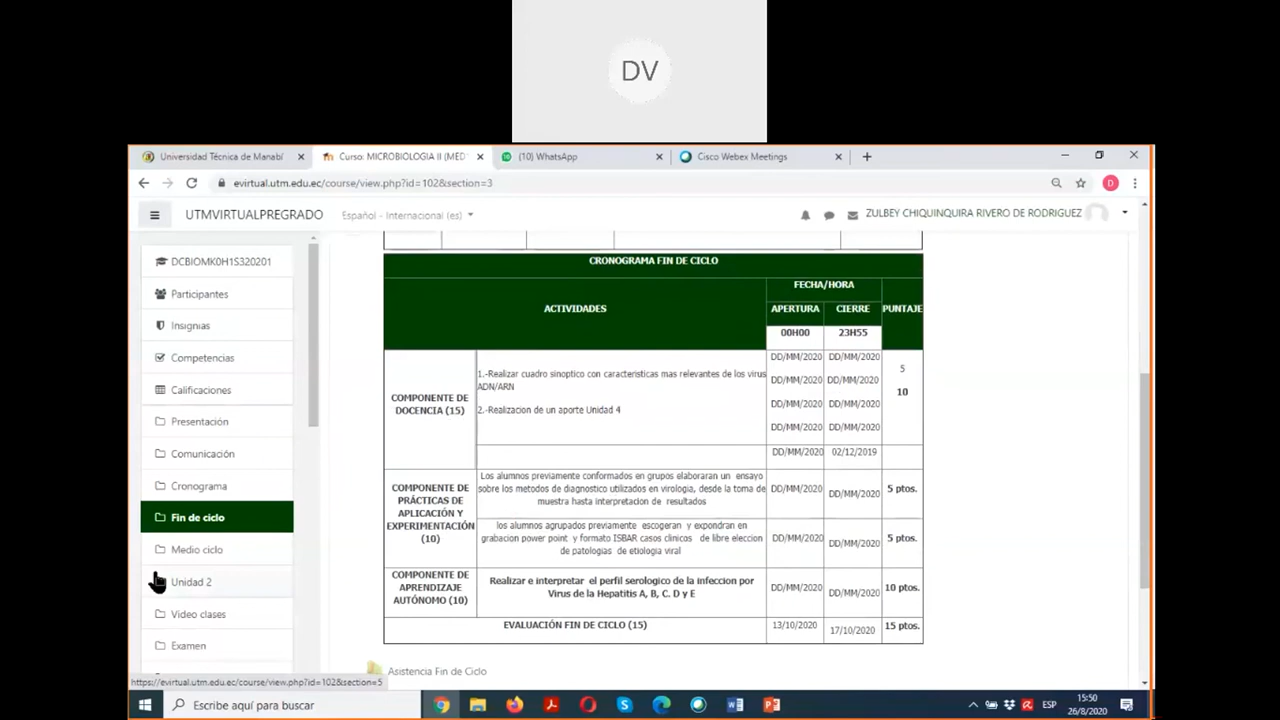 DV
Universidad Técnica de Manabí
Curso: MICROBIOLOGIA II (MED
(10) WhatsApp
Cisco Webex Meetings
evirtual.utm.edu.ec/course/view.php?id=102&section=3
D
UTMVIRTUALPREGRADO
Español - Internacional (es)
ZULBEY CHIQUINQUIRA RIVERO DE RODRIGUEZ
DCBIOMK0H1S320201
Participantes
Insignias
Competencias
Calificaciones
Presentación
Comunicación
Cronograma
Fin de ciclo
Medio ciclo
Unidad 2
Video clases
Examen
CRONOGRAMA FIN DE CICLO
ACTIVIDADES
FECHA/HORA
PUNTAJE
APERTURA
CIERRE
00H00
23H55
COMPONENTE DE
DOCENCIA (15)
1.-Realizar cuadro sinoptico con caracteristicas mas relevantes de los virus
ADN/ARN
2.-Realizacion de un aporte Unidad 4
DD/MM/2020 DD/MM/2020
DD/MM/2020 DD/MM/2020
DD/MM/2020 DD/MM/2020
DD/MM/2020 DD/MM/2020
5
10
DD/MM/2020 02/12/2019
COMPONENTE DE
PRÁCTICAS DE
APLICACIÓN Y
EXPERIMENTACIÓN
(10)
Los alumnos previamente conformados en grupos elaboraran un ensayo
sobre los metodos de diagnostico utilizados en virologia, desde la toma de
muestra hasta interpretacion de resultados
DD/MM/2020 DD/MM/2020 5 ptos.
los alumnos agrupados previamente escogeran y expondran en
grabacion power point y formato ISBAR casos clinicos de libre eleccion
de patologias de etiologia viral
DD/MM/2020 DD/MM/2020 5 ptos.
COMPONENTE DE
APRENDIZAJE
AUTÓNOMO (10)
Realizar e interpretar el perfil serologico de la infeccion por
Virus de la Hepatitis A, B, C. D y E
DD/MM/2020 DD/MM/2020 10 ptos.
EVALUACIÓN FIN DE CICLO (15) 13/10/2020 17/10/2020 15 ptos.
Asistencia Fin de Ciclo
https://evirtual.utm.edu.ec/course/view.php?id=102&section=5
Escribe aquí para buscar
ESP
15:50
26/8/2020